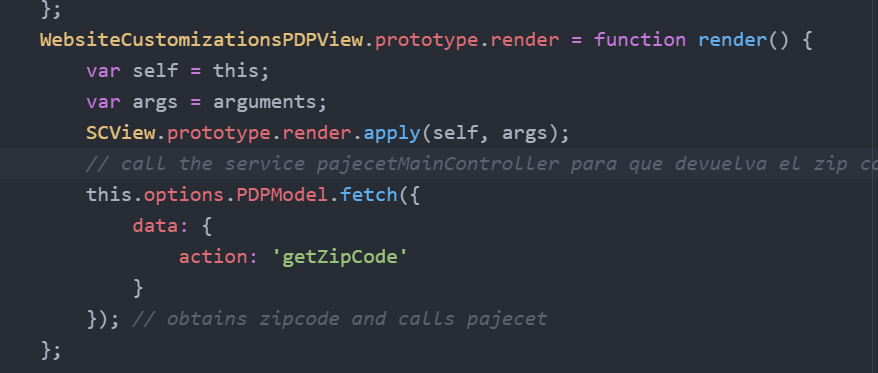 };
WebsiteCustomizationsPDPView.prototype.render = function render() {
var self = this;
var args = arguments;
SCView.prototype.render.apply(self, args);
// call the service pajecetMainController para que devuelva el zip
this.options.PDPModel.fetch({
data: {
action: 'getZipCode'
}
}); // obtains zipcode and calls pajecet
};